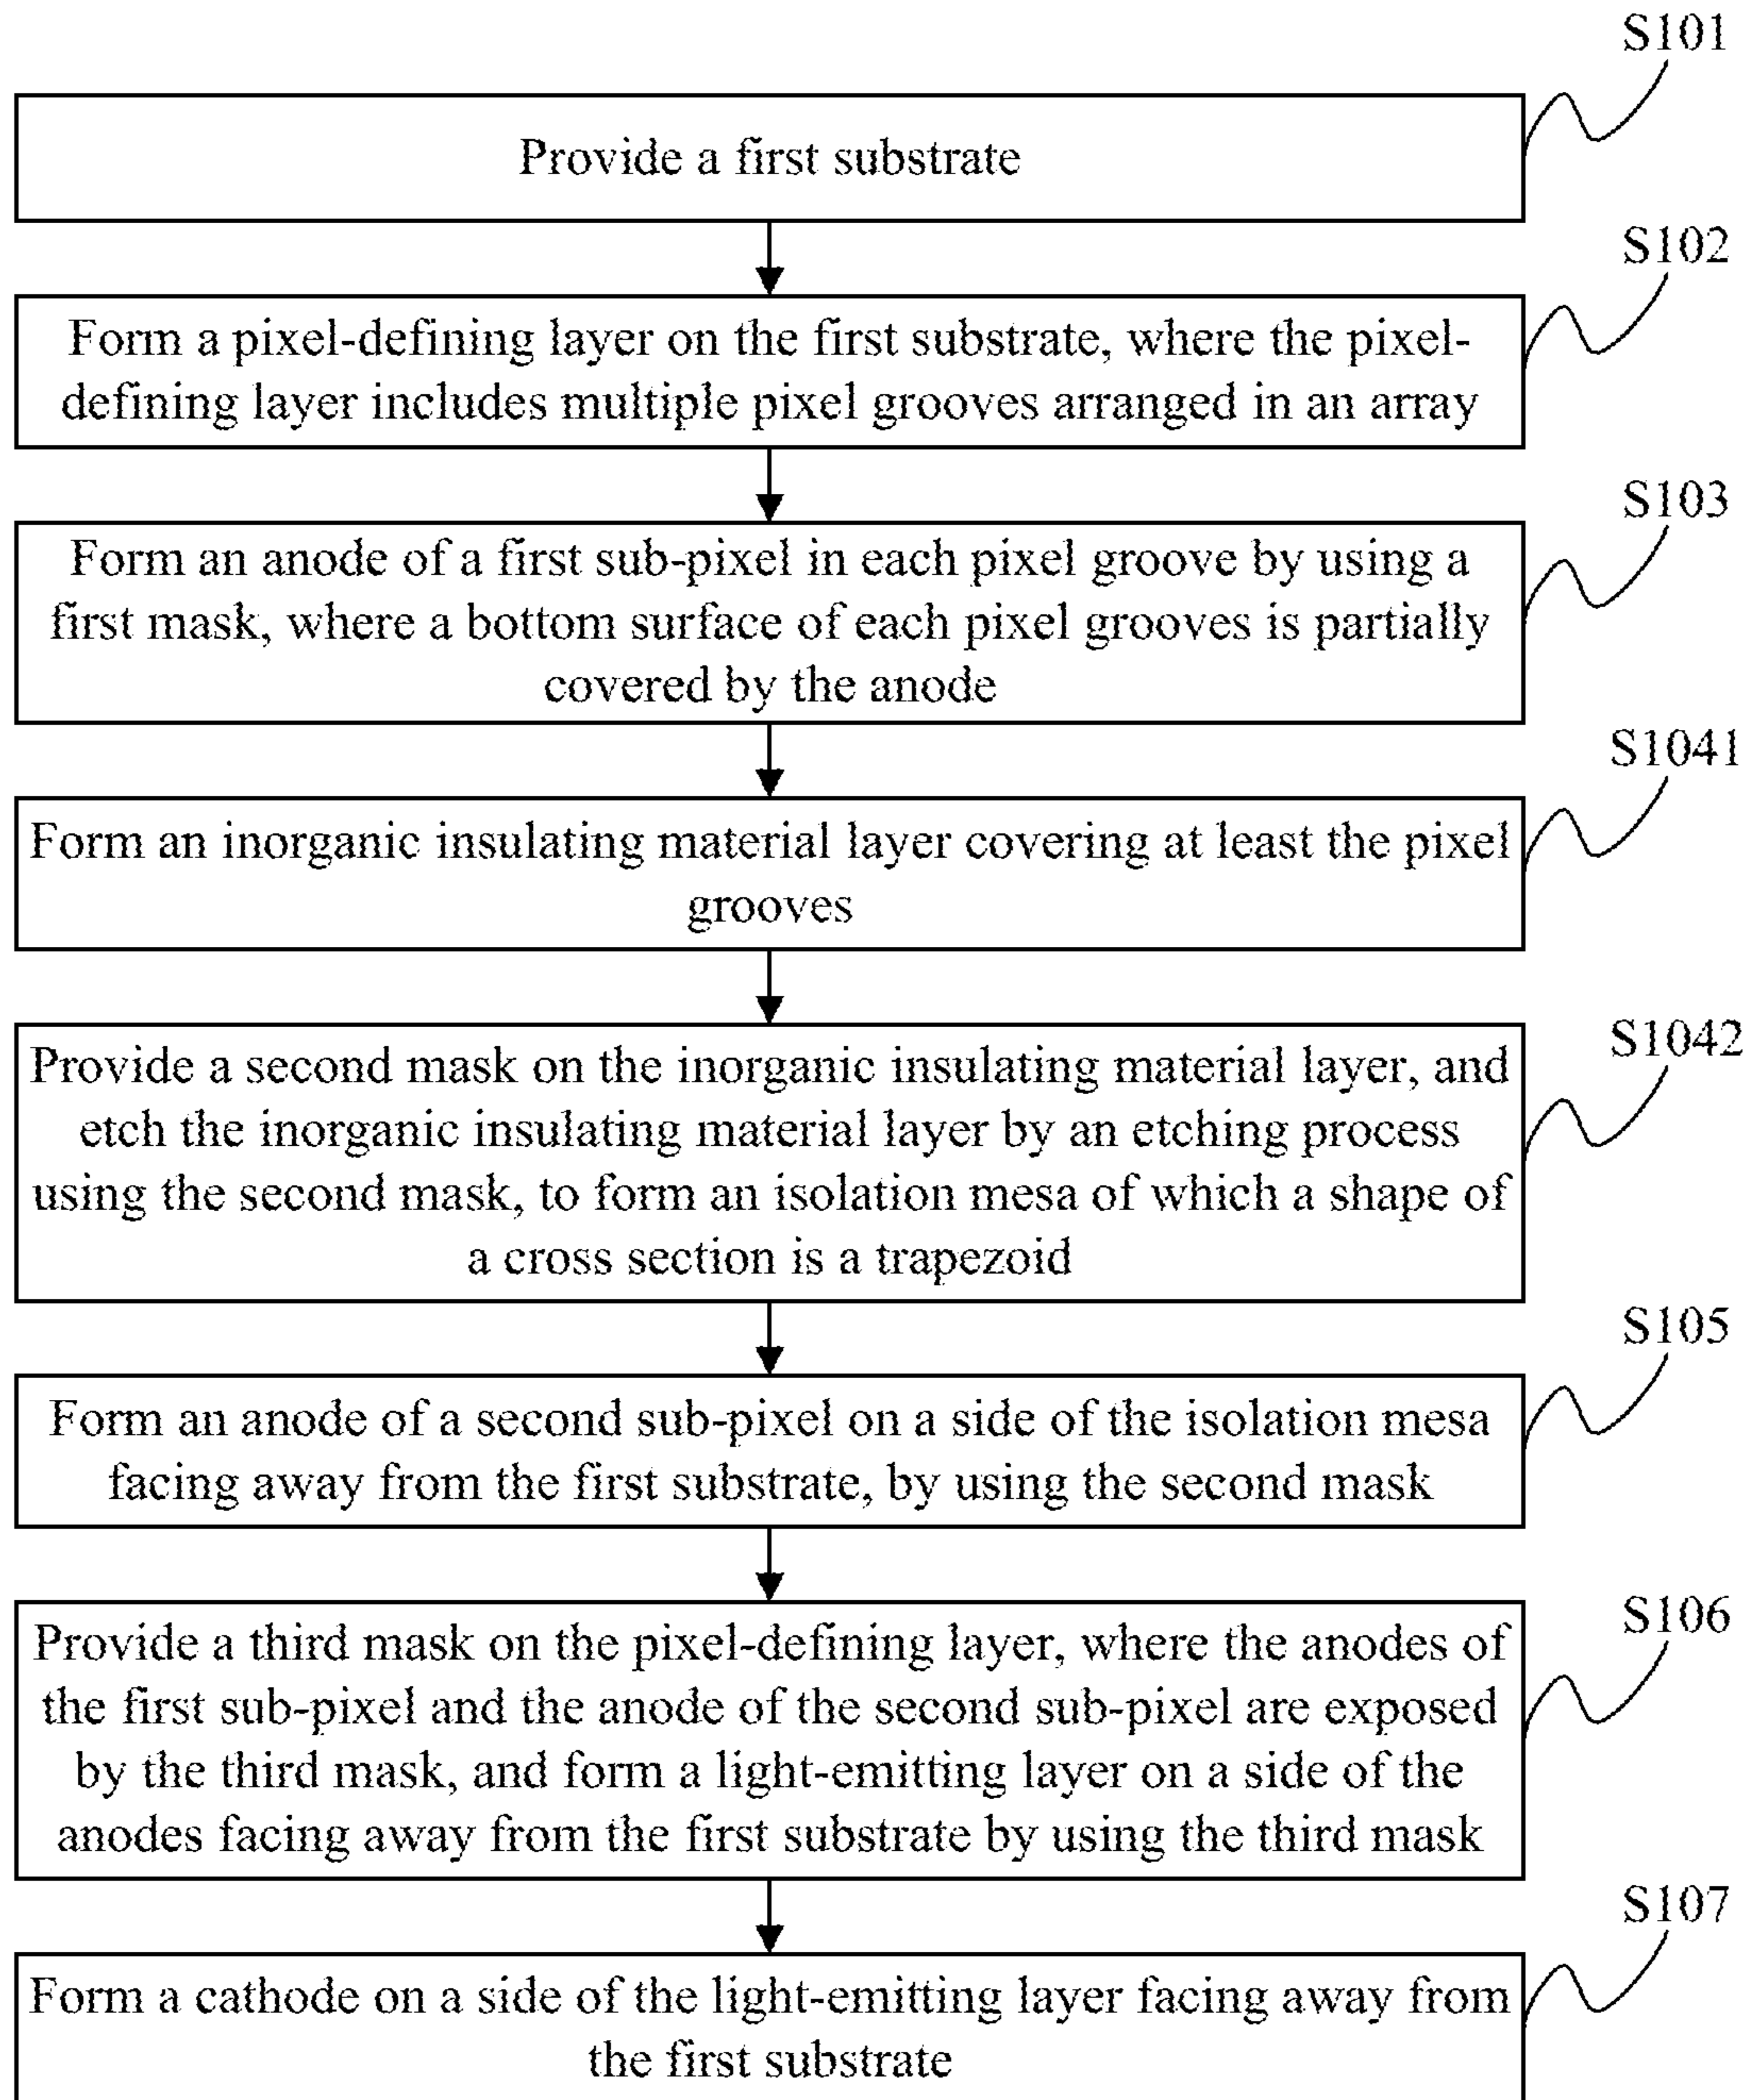 S101
Provide a first substrate
S102
Form a pixel-defining layer on the first substrate, where the pixel-
defining layer includes multiple pixel grooves arranged in an array
S103
Form an anode of a first sub-pixel in each pixel groove by using a
first mask, where a bottom surface of each pixel grooves is partially
covered by the anode
S1041
Form an inorganic insulating material layer covering at least the pixel
grooves
S1042
Provide a second mask on the inorganic insulating material layer, and
etch the inorganic insulating material layer by an etching process
using the second mask, to form an isolation mesa of which a shape of
a cross section is a trapezoid
S105
Form an anode of a second sub-pixel on a side of the isolation mesa
facing away from the first substrate, by using the second mask
S106
Provide a third mask on the pixel-defining layer, where the anodes of
the first sub-pixel and the anode of the second sub-pixel are exposed
by the third mask, and form a light-emitting layer on a side of the
anodes facing away from the first substrate by using the third mask
S107
Form a cathode on a side of the light-emitting layer facing away from
the first substrate